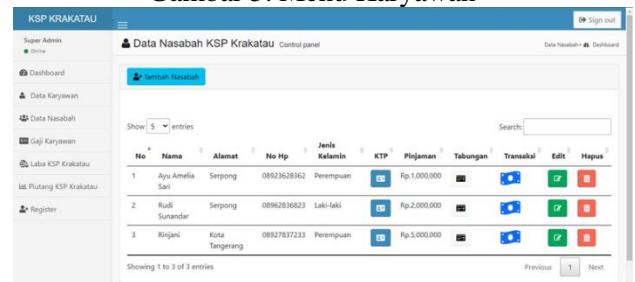 Gambar 3. Menu Karyawan
KSP KRAKATAU
Sign out
Super Admin
Online
Data Nasabah KSP Krakatau Control panel
Data Nasabah > Dashboard
Dashboard
Data Karyawan
Data Nasabah
Gaji Karyawan
Laba KSP Krakatau
Piutang KSP Krakatau
Register
Tambah Nasabah
Show 5 entries
Search:
No Nama Alamat No Hp Jenis Kelamin KTP Pinjaman Tabungan Transaksi Edit Hapus
1 Ayu Amelia Sari Serpong 08923628362 Perempuan Rp.1,000,000
2 Rudi Sunandar Serpong 08962836823 Laki-laki Rp.2,000,000
3 Rinjani Kota Tangerang 08927837233 Perempuan Rp.5,000,000
Showing 1 to 3 of 3 entries
Previous 1 Next